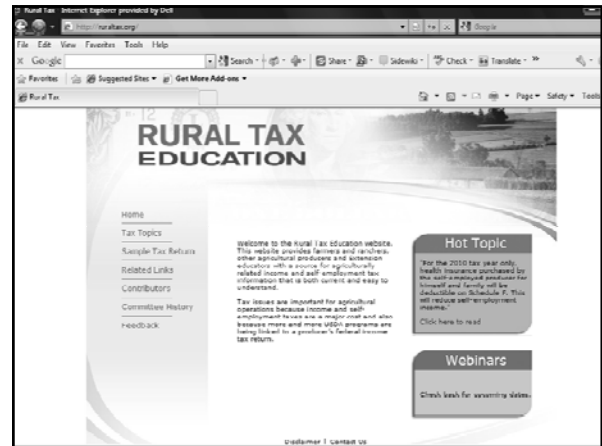 Rural Tax Internet Explorer provided by Dell
http://ruraltax.org/
Google
File Edit View Favorites Tools Help
X Google Search Share Sidewiki Check Translate
Favorites Suggested Sites Get More Add-ons
Rural Tax
Page Safety Tools
12
RURAL TAX
EDUCATION
Home
Tax Topics
Sample Tax Return
Related Links
Contributors
Committee History
Feedback
Welcome to the Rural Tax Education website.
This website provides farmers and ranchers,
other agricultural producers and Extension
educators with a source for agriculturally
related income and self-employment tax
information that is both current and easy to
understand.
Tax issues are important for agricultural
operations because income and self-
employment taxes are a major cost and also
because more and more USDA programs are
being linked to a producer's federal income
tax return.
Hot Topic
"For the 2010 tax year only,
health insurance purchased by
the self-employed producer for
himself and family will be
deductible on Schedule F. This
will reduce self-employment
income."
Click here to read
Webinars
Check back for upcoming dates.
Disclaimer | Contact Us